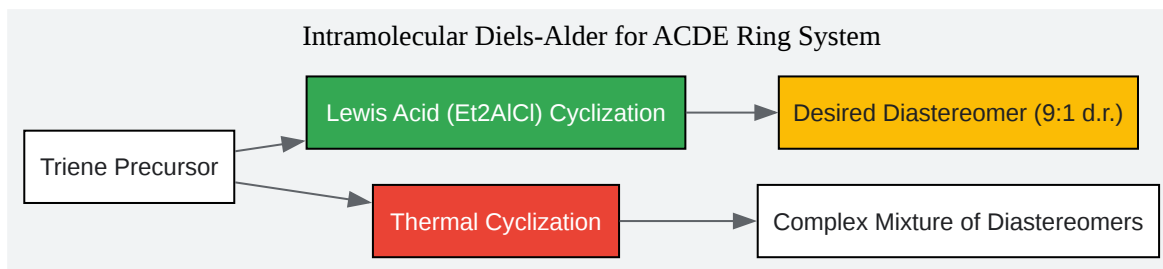 Intramolecular Diels-Alder for ACDE Ring System
Lewis Acid (Et2AlCl) Cyclization
Desired Diastereomer (9:1 d.r.)
Triene Precursor
Thermal Cyclization
Complex Mixture of Diastereomers